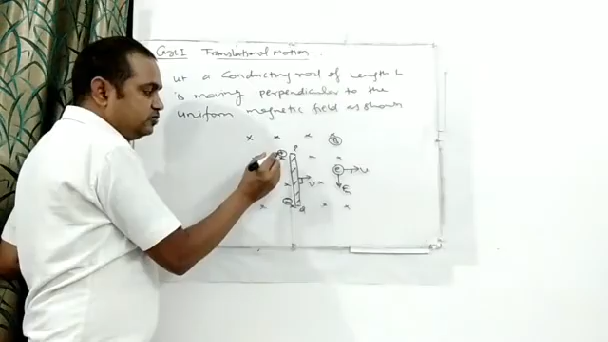 Case I Translational Motion.
Let a conducting rod of length L
is moving perpendicular to the
uniform magnetic field as shown
P
e v
v
Q